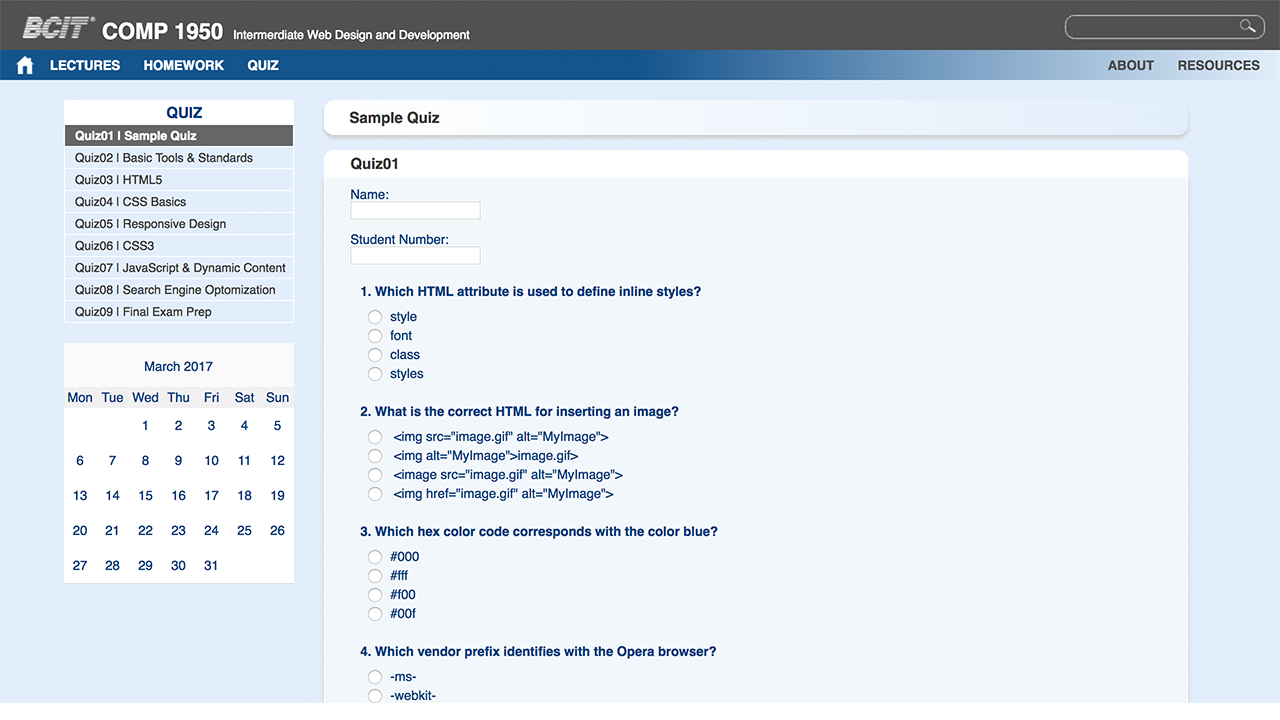 BCIT COMP 1950 Intermerdiate Web Design and Development
LECTURES HOMEWORK QUIZ ABOUT RESOURCES
QUIZ
Quiz01 | Sample Quiz
Quiz02 | Basic Tools & Standards
Quiz03 | HTML5
Quiz04 | CSS Basics
Quiz05 | Responsive Design
Quiz06 | CSS3
Quiz07 | JavaScript & Dynamic Content
Quiz08 | Search Engine Optomization
Quiz09 | Final Exam Prep
March 2017
Mon Tue Wed Thu Fri Sat Sun
1 2 3 4 5
6 7 8 9 10 11 12
13 14 15 16 17 18 19
20 21 22 23 24 25 26
27 28 29 30 31
Sample Quiz
Quiz01
Name:
Student Number:
1. Which HTML attribute is used to define inline styles?
style
font
class
styles
2. What is the correct HTML for inserting an image?
<img src="image.gif" alt="MyImage">
<img alt="MyImage">image.gif>
<image src="image.gif" alt="MyImage">
<img href="image.gif" alt="MyImage">
3. Which hex color code corresponds with the color blue?
#000
#fff
#f00
#00f
4. Which vendor prefix identifies with the Opera browser?
-ms-
-webkit-